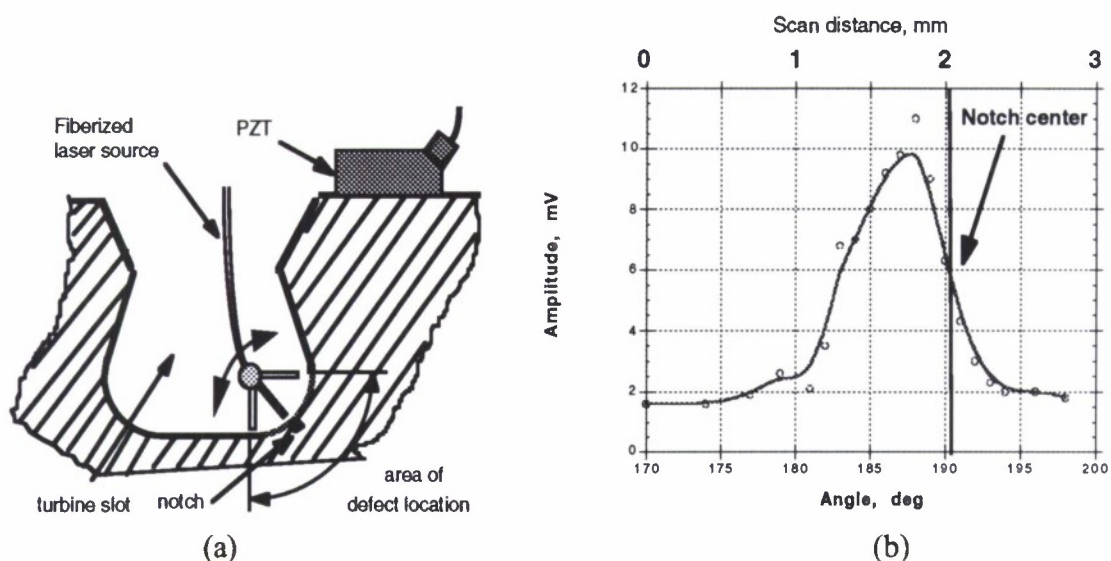 Fiberized
laser source
PZT
turbine slot
notch
area of
defect location
(a)
Scan distance, mm
0 1 2 3
12
10
8
6
4
2
0
Amplitude, mV
Notch center
170 175 180 185 190 195 200
Angle, deg
(b)